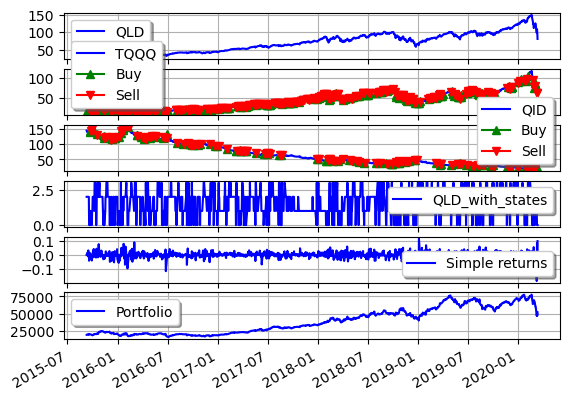 150
100
50
QLD
TQQQ
Buy
Sell
100
50
QID
Buy
Sell
150
100
50
2.5
0.0
QLD_with_states
0.1
0.0
−0.1
Simple returns
75000
50000
25000
Portfolio
2015-07
2016-01
2016-07
2017-01
2017-07
2018-01
2018-07
2019-01
2019-07
2020-01